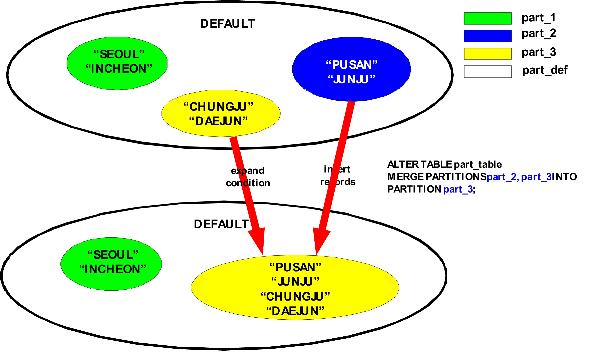 DEFAULT
"SEOUL"
"INCHEON"
"PUSAN"
"JUNJU"
"CHUNGJU"
"DAEJUN"
part_1
part_2
part_3
part_def
expand
condition
insert
records
ALTER TABLE part_table
MERGE PARTITIONS part_2, part_3 INTO
PARTITION part_3;
DEFAULT
"SEOUL"
"INCHEON"
"PUSAN"
"JUNJU"
"CHUNGJU"
"DAEJUN"